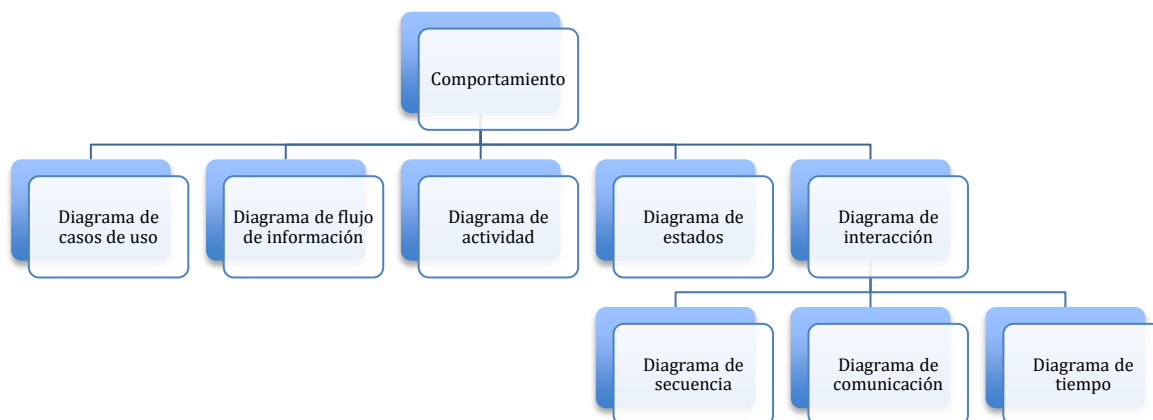 Comportamiento
Diagrama de
casos de uso
Diagrama de flujo
de información
Diagrama de
actividad
Diagrama de
estados
Diagrama de
interacción
Diagrama de
secuencia
Diagrama de
comunicación
Diagrama de
tiempo